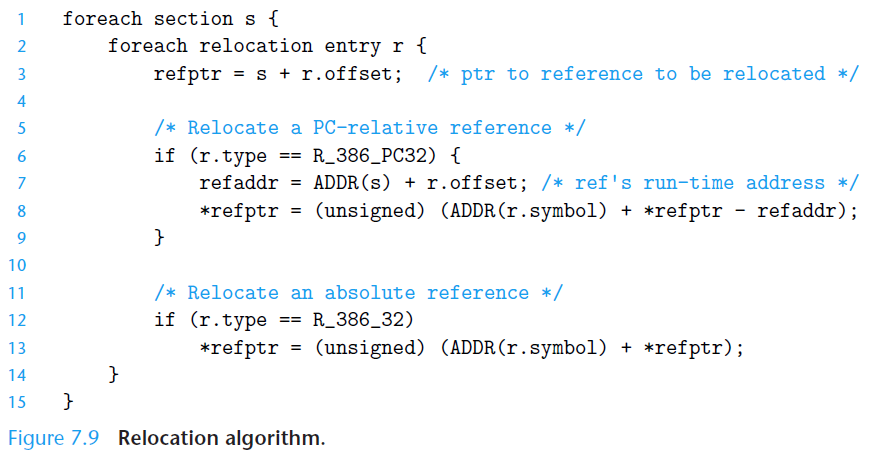 1 foreach section s {
2 foreach relocation entry r {
3 refptr = s + r.offset; /* ptr to reference to be relocated */
4
5 /* Relocate a PC-relative reference */
6 if (r.type == R_386_PC32) {
7 refaddr = ADDR(s) + r.offset; /* ref's run-time address */
8 *refptr = (unsigned) (ADDR(r.symbol) + *refptr - refaddr);
9 }
10
11 /* Relocate an absolute reference */
12 if (r.type == R_386_32)
13 *refptr = (unsigned) (ADDR(r.symbol) + *refptr);
14 }
15 }
Figure 7.9 Relocation algorithm.